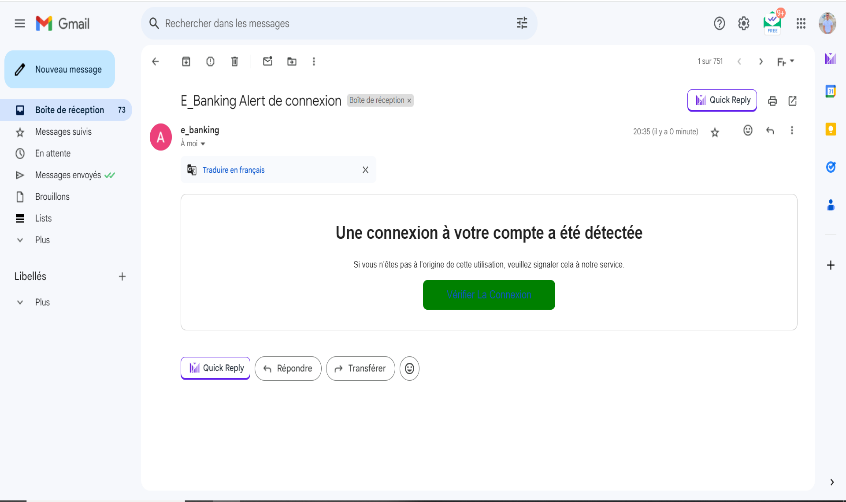 Gmail
Rechercher dans les messages
9+
FREE
Nouveau message
1 sur 751
Fr
Boîte de réception 73
E_Banking Alert de connexion
Boîte de réception ×
Quick Reply
Messages suivis
e_banking
20:35 (il y a 0 minute)
A
À moi
En attente
Messages envoyés
Traduire en français X
Brouillons
Lists
Une connexion à votre compte a été détectée
Plus
Si vous n'êtes pas à l'origine de cette utilisation, veuillez signaler cela à notre service.
Libellés
Plus
Quick Reply
Répondre
Transférer